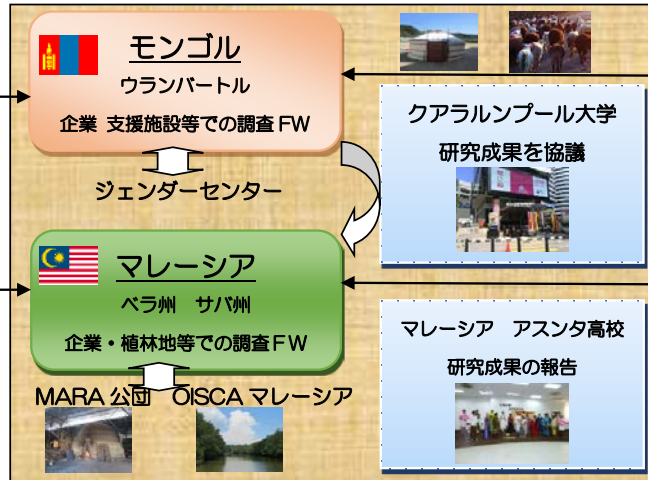 モンゴル
ウランバートル
企業 支援施設等での調査FW
ジェンダーセンター
マレーシア
ベラ州 サバ州
企業・植林地等での調査FW
MARA 公団 OISCA マレーシア
クアラルンプール大学
研究成果を協議
マレーシア アスンタ高校
研究成果の報告